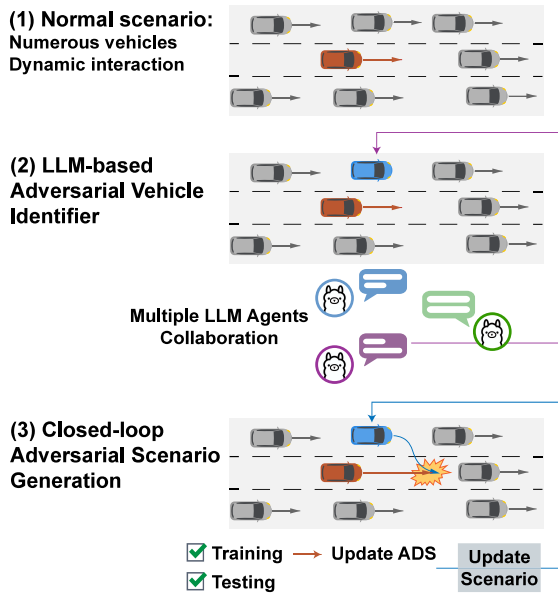 (1) Normal scenario:
Numerous vehicles
Dynamic interaction
(2) LLM-based
Adversarial Vehicle
Identifier
Multiple LLM Agents
Collaboration
(3) Closed-loop
Adversarial Scenario
Generation
Training
Update ADS
Testing
Update
Scenario